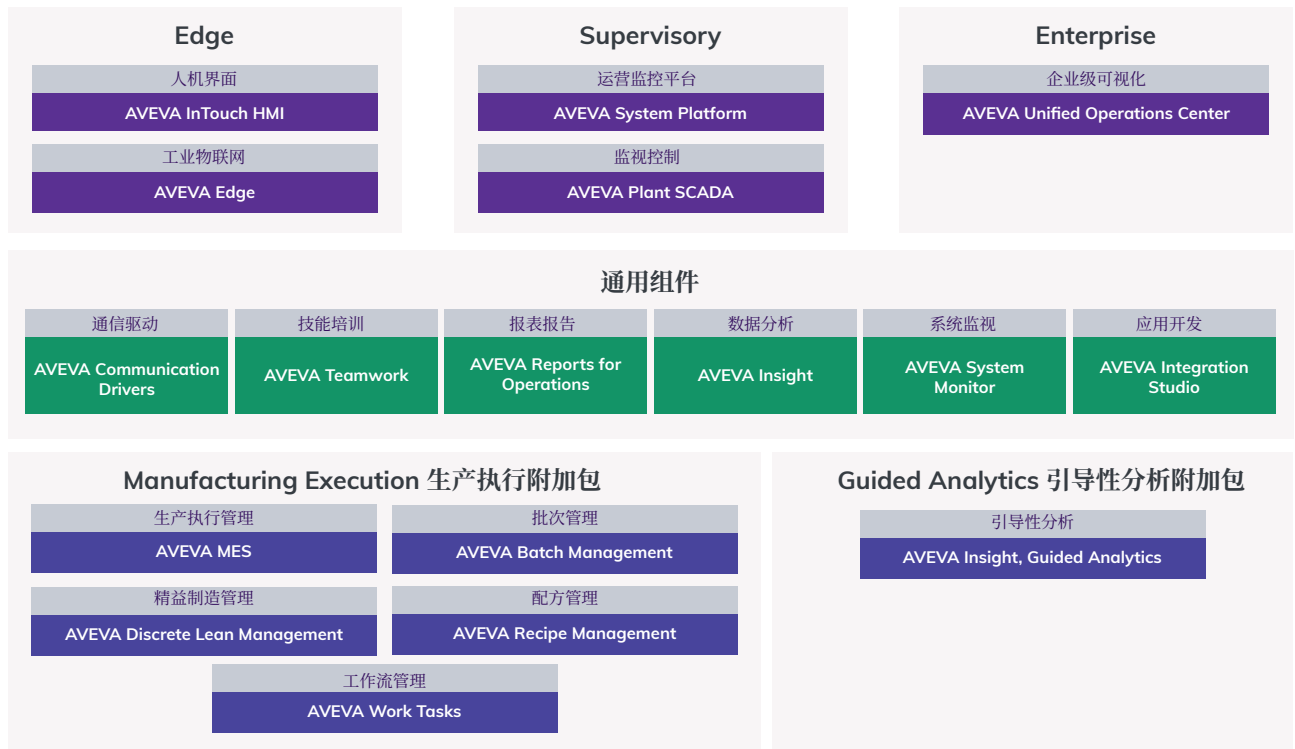 Edge
人机界面
AVEVA InTouch HMI
工业物联网
AVEVA Edge
Supervisory
运营监控平台
AVEVA System Platform
监视控制
AVEVA Plant SCADA
Enterprise
企业级可视化
AVEVA Unified Operations Center
通用组件
通信驱动
AVEVA Communication
Drivers
技能培训
AVEVA Teamwork
报表报告
AVEVA Reports for
Operations
数据分析
AVEVA Insight
系统监视
AVEVA System
Monitor
应用开发
AVEVA Integration
Studio
Manufacturing Execution 生产执行附加包
生产执行管理
AVEVA MES
批次管理
AVEVA Batch Management
精益制造管理
AVEVA Discrete Lean Management
配方管理
AVEVA Recipe Management
工作流管理
AVEVA Work Tasks
Guided Analytics 引导性分析附加包
引导性分析
AVEVA Insight, Guided Analytics